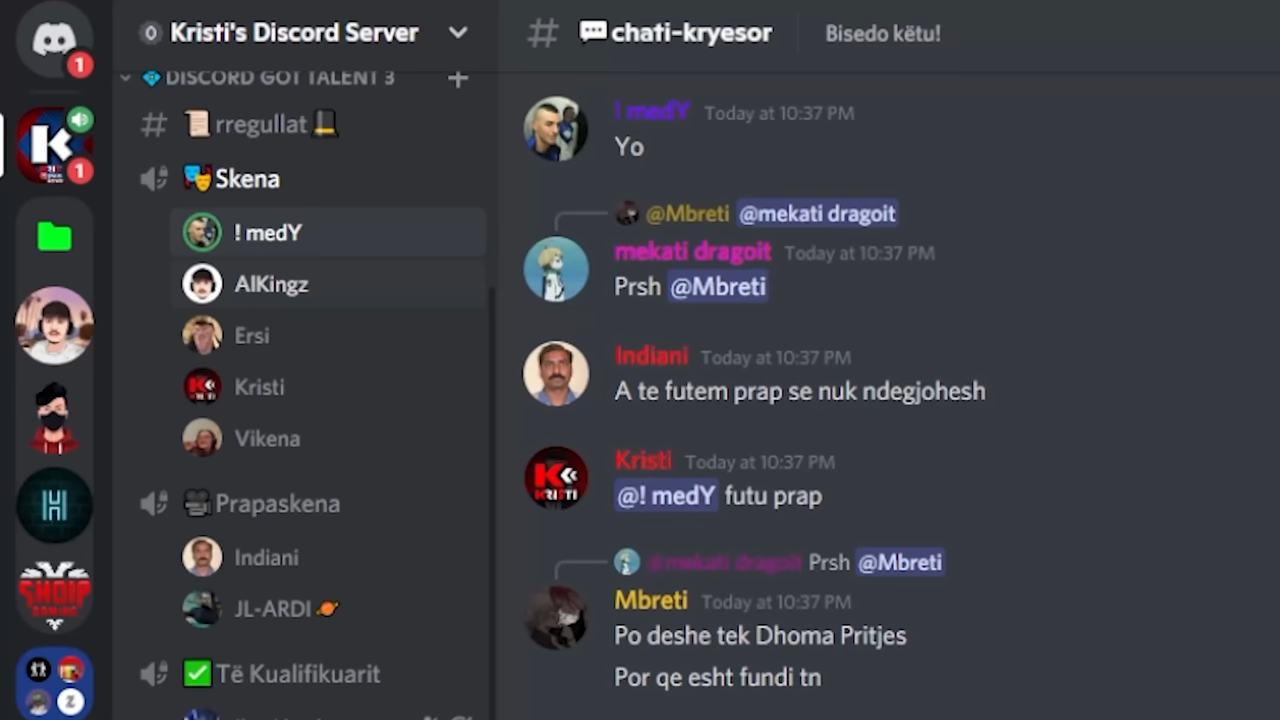 Kristi's Discord Server
DISCORD GOT TALENT 3
rregullat
Skena
! medY
AlKingz
Ersi
Kristi
Vikena
Prapaskena
Indiani
JL-ARDI
Të Kualifikuarit
1
K
1
SHQIP
GAMING
Z
# chati-kryesor
Bisedo këtu!
! medY Today at 10:37 PM
Yo
@Mbreti @mekati dragoit
mekati dragoit Today at 10:37 PM
Prsh @Mbreti
Indiani Today at 10:37 PM
A te futem prap se nuk ndegjohesh
Kristi Today at 10:37 PM
@! medY futu prap
@mekati dragoit Prsh @Mbreti
Mbreti Today at 10:37 PM
Po deshe tek Dhoma Pritjes
Por qe esht fundi tn